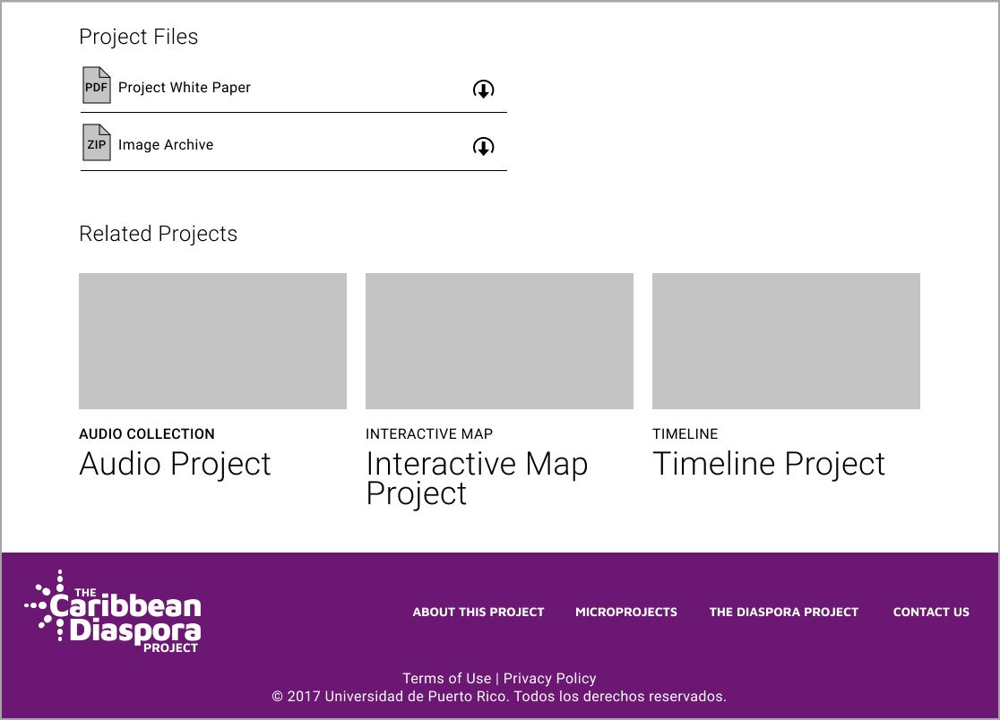 Project Files
PDF Project White Paper
ZIP Image Archive
Related Projects
AUDIO COLLECTION
Audio Project
INTERACTIVE MAP
Interactive Map
Project
TIMELINE
Timeline Project
THE
Caribbean
Diaspora
PROJECT
ABOUT THIS PROJECT MICROPROJECTS THE DIASPORA PROJECT CONTACT US
Terms of Use | Privacy Policy
© 2017 Universidad de Puerto Rico. Todos los derechos reservados.